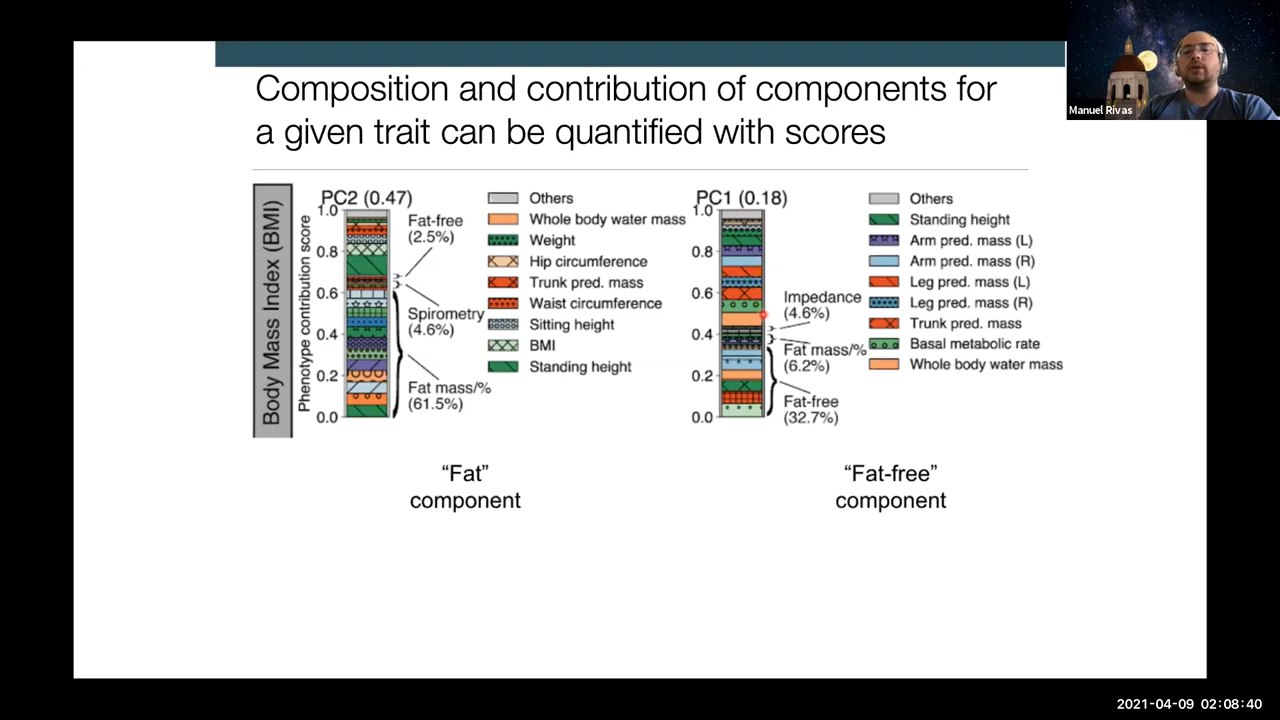 Composition and contribution of components for
a given trait can be quantified with scores
Manuel Rivas
Body Mass Index (BMI)
Phenotype contribution score
PC2 (0.47)
1.0
0.8
0.6
0.4
0.2
0.0
Fat-free
(2.5%)
Spirometry
(4.6%)
Fat mass/%
(61.5%)
Others
Whole body water mass
Weight
Hip circumference
Trunk pred. mass
Waist circumference
Sitting height
BMI
Standing height
PC1 (0.18)
1.0
0.8
0.6
0.4
0.2
0.0
Impedance
(4.6%)
Fat mass/%
(6.2%)
Fat-free
(32.7%)
Others
Standing height
Arm pred. mass (L)
Arm pred. mass (R)
Leg pred. mass (L)
Leg pred. mass (R)
Trunk pred. mass
Basal metabolic rate
Whole body water mass
“Fat”
component
“Fat-free”
component
2021-04-09 02:08:40